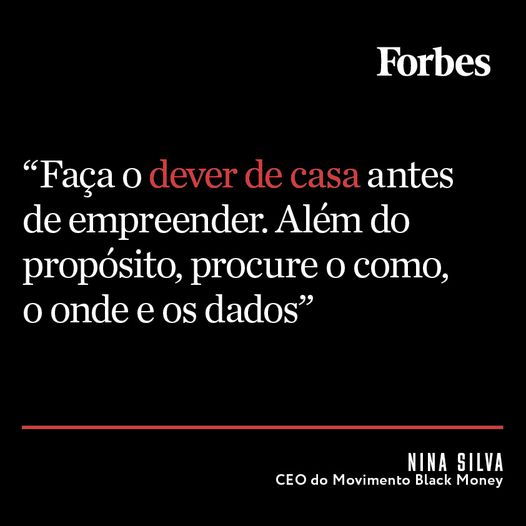 Forbes
“Faça o dever de casa antes
de empreender. Além do
propósito, procure o como,
o onde e os dados”
NINA SILVA
CEO do Movimento Black Money